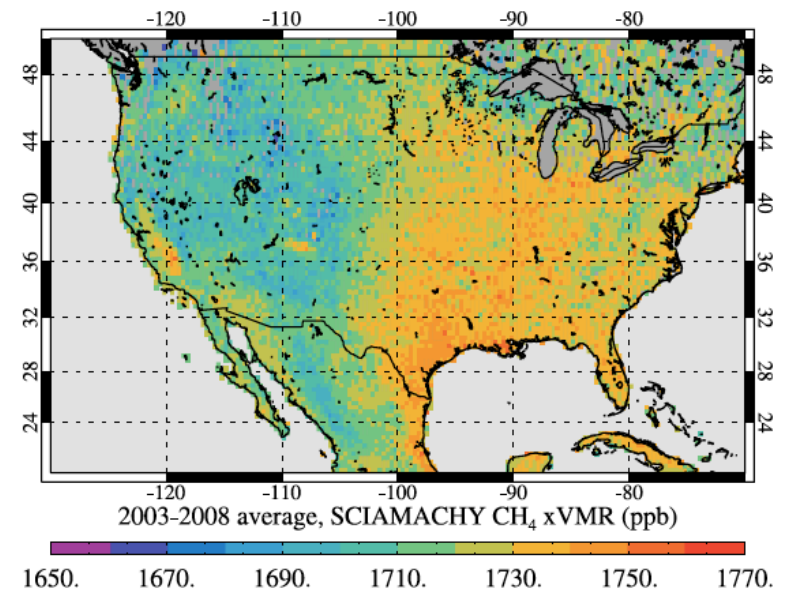 -120 -110 -100 -90 -80
48 48
44 44
40 40
36 36
32 32
28 28
24 24
-120 -110 -100 -90 -80
2003-2008 average, SCIAMACHY CH₄ xVMR (ppb)
1650. 1670. 1690. 1710. 1730. 1750. 1770.